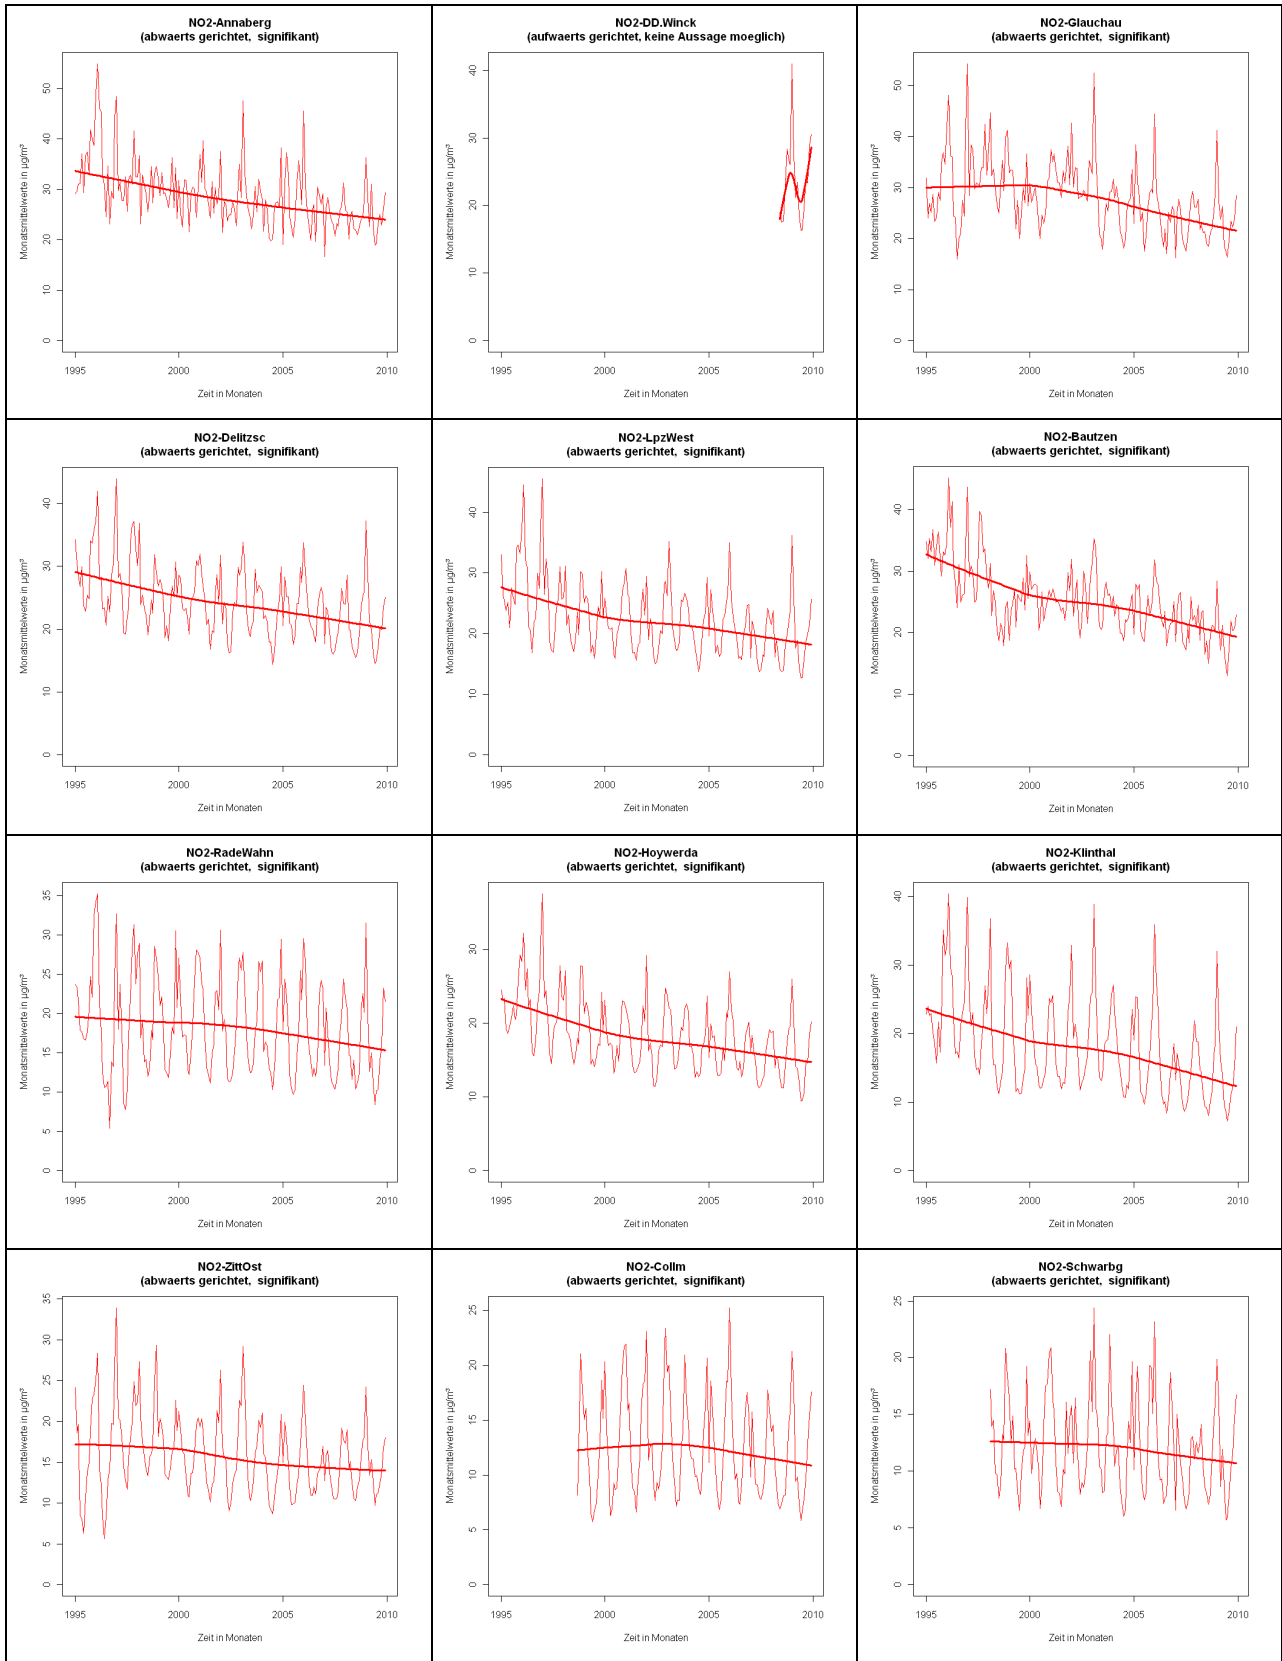 NO2-Annaberg
(abwaerts gerichtet, signifikant)
Monatsmittelwerte in µg/m³
0
10
20
30
40
50
1995
2000
2005
2010
Zeit in Monaten
NO2-DD.Winck
(aufwaerts gerichtet, keine Aussage moeglich)
Monatsmittelwerte in µg/m³
0
10
20
30
40
1995
2000
2005
2010
Zeit in Monaten
NO2-Glauchau
(abwaerts gerichtet, signifikant)
Monatsmittelwerte in µg/m³
0
10
20
30
40
50
1995
2000
2005
2010
Zeit in Monaten
NO2-Delitzsc
(abwaerts gerichtet, signifikant)
Monatsmittelwerte in µg/m³
0
10
20
30
40
1995
2000
2005
2010
Zeit in Monaten
NO2-LpzWest
(abwaerts gerichtet, signifikant)
Monatsmittelwerte in µg/m³
0
10
20
30
40
1995
2000
2005
2010
Zeit in Monaten
NO2-Bautzen
(abwaerts gerichtet, signifikant)
Monatsmittelwerte in µg/m³
0
10
20
30
40
1995
2000
2005
2010
Zeit in Monaten
NO2-RadeWahn
(abwaerts gerichtet, signifikant)
Monatsmittelwerte in µg/m³
0
5
10
15
20
25
30
35
1995
2000
2005
2010
Zeit in Monaten
NO2-Hoywerda
(abwaerts gerichtet, signifikant)
Monatsmittelwerte in µg/m³
0
10
20
30
1995
2000
2005
2010
Zeit in Monaten
NO2-Klinthal
(abwaerts gerichtet, signifikant)
Monatsmittelwerte in µg/m³
0
10
20
30
40
1995
2000
2005
2010
Zeit in Monaten
NO2-ZittOst
(abwaerts gerichtet, signifikant)
Monatsmittelwerte in µg/m³
0
5
10
15
20
25
30
35
1995
2000
2005
2010
Zeit in Monaten
NO2-Collm
(abwaerts gerichtet, signifikant)
Monatsmittelwerte in µg/m³
0
5
10
15
20
25
1995
2000
2005
2010
Zeit in Monaten
NO2-Schwarbg
(abwaerts gerichtet, signifikant)
Monatsmittelwerte in µg/m³
0
5
10
15
20
25
1995
2000
2005
2010
Zeit in Monaten